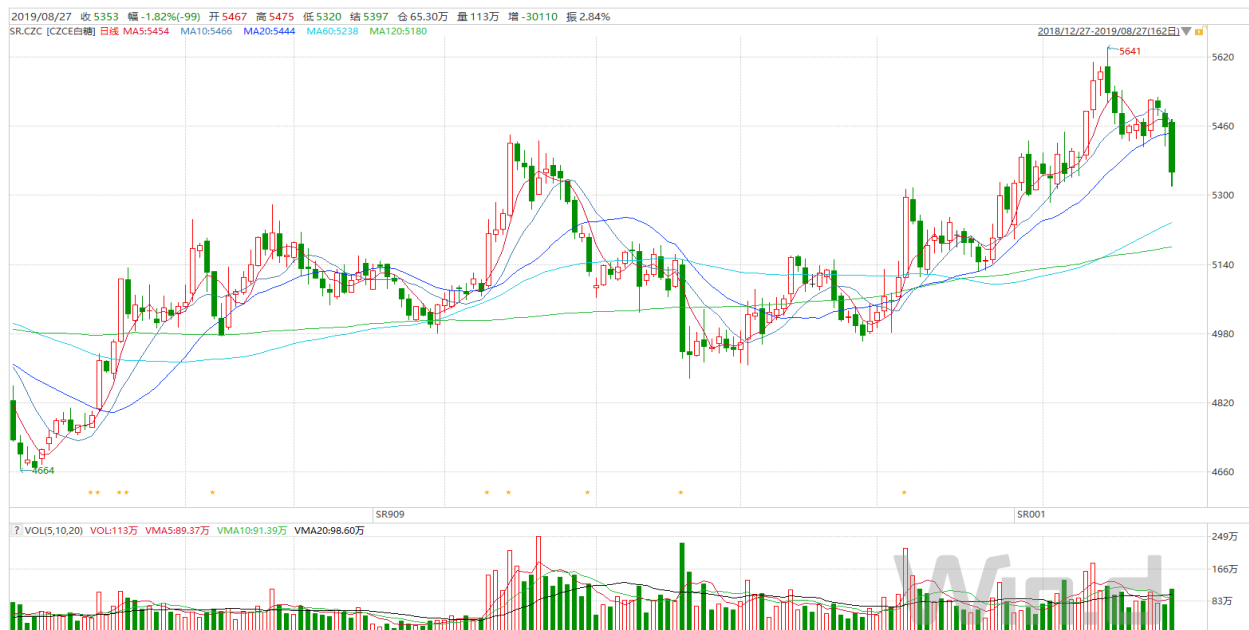 2019/08/27 收 5353 幅 -1.82%(-99) 开 5467 高 5475 低 5320 结 5397 仓 65.30万 量 113万 增 -30110 振 2.84%
SR.CZC [CZCE白糖] 日线 MA5:5454 MA10:5466 MA20:5444 MA60:5238 MA120:5180 2018/12/27-2019/08/27(162日)
5641
5620
5460
5300
5140
4980
4820
4664
4660
SR909 SR001
? VOL(5,10,20) VOL:113万 VMA5:89.37万 VMA10:91.39万 VMA20:98.60万
249万
166万
83万
Wind